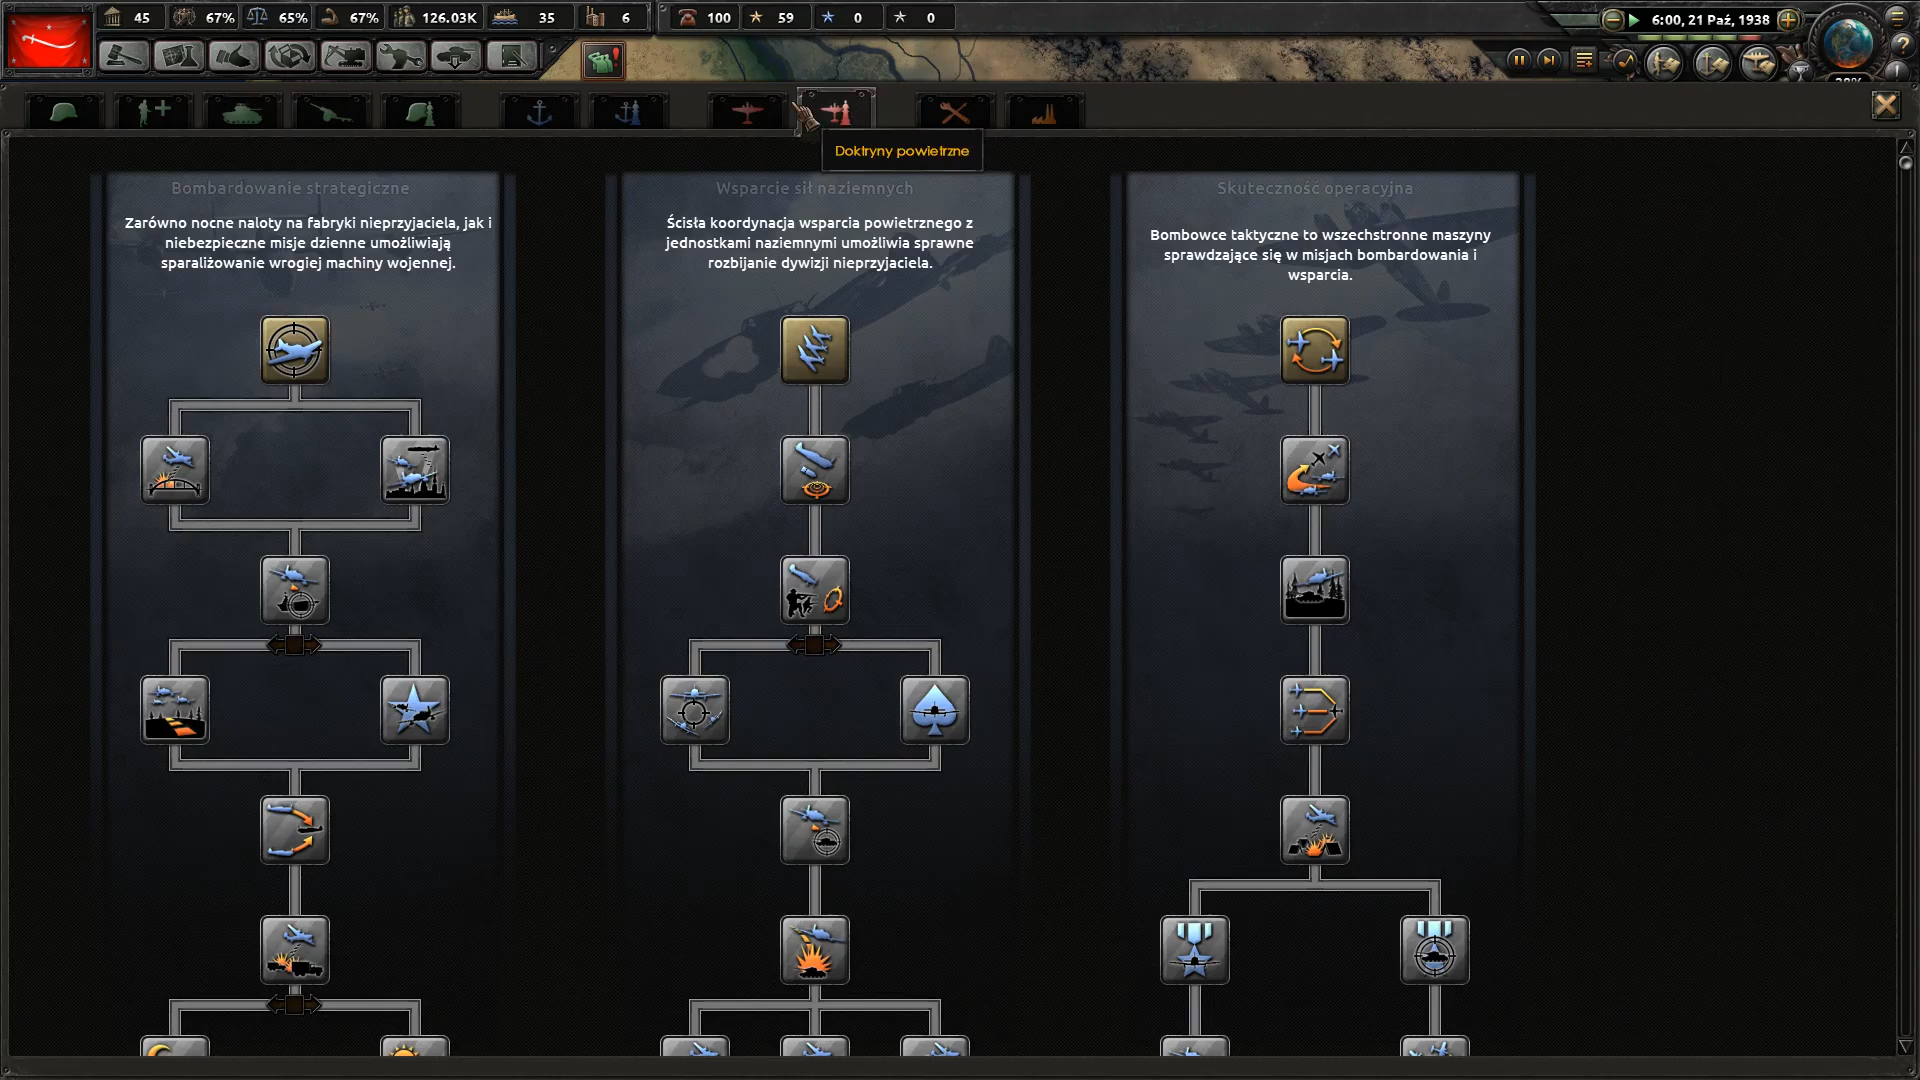 45
67%
65%
67%
126.03K
35
6
100
59
0
0
6:00, 21 Paź, 1938
Doktryny powietrzne
Bombardowanie strategiczne
Zarówno nocne naloty na fabryki nieprzyjaciela, jak i
niebezpieczne misje dzienne umożliwiają
sparaliżowanie wrogiej machiny wojennej.
Wsparcie sił naziemnych
Ścisła koordynacja wsparcia powietrznego z
jednostkami naziemnymi umożliwia sprawne
rozbijanie dywizji nieprzyjaciela.
Skuteczność operacyjna
Bombowce taktyczne to wszechstronne maszyny
sprawdzające się w misjach bombardowania i
wsparcia.